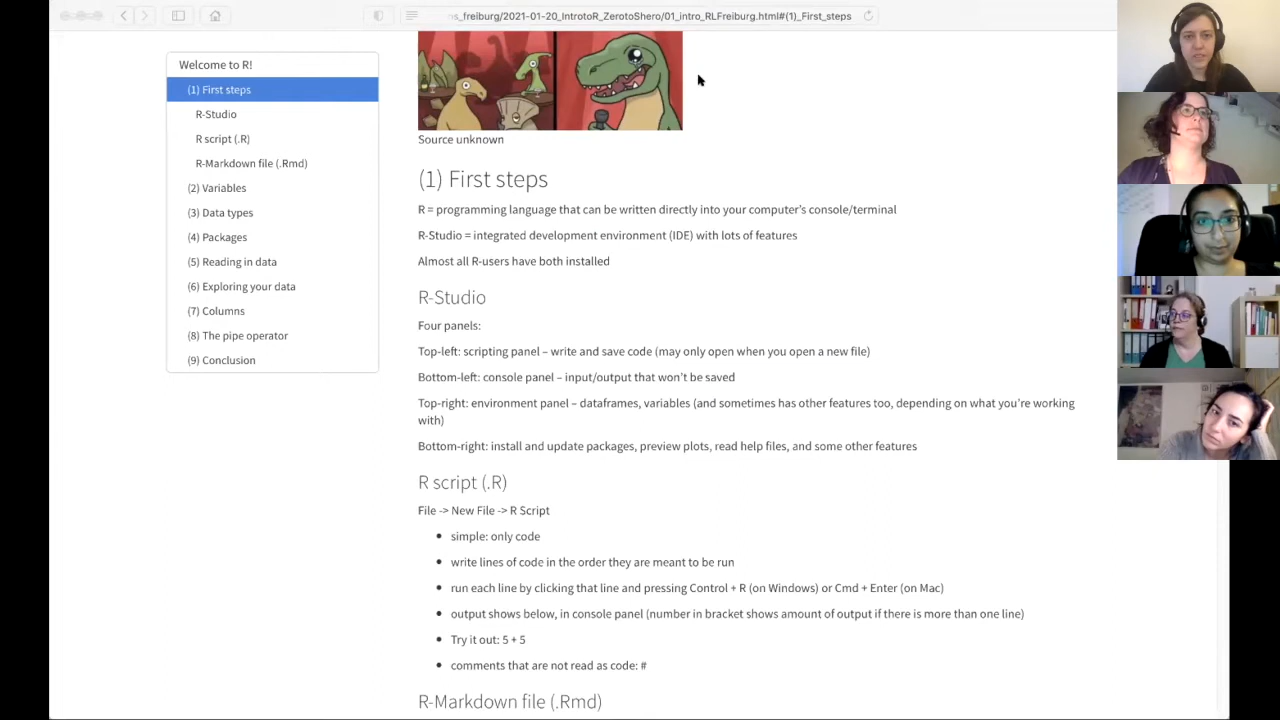 s_freiburg/2021-01-20_IntrotoR_ZerotoShero/01_intro_RLFreiburg.html#(1)_First_steps
Welcome to R!
(1) First steps
R-Studio
R script (.R)
R-Markdown file (.Rmd)
(2) Variables
(3) Data types
(4) Packages
(5) Reading in data
(6) Exploring your data
(7) Columns
(8) The pipe operator
(9) Conclusion
Source unknown
(1) First steps
R = programming language that can be written directly into your computer's console/terminal
R-Studio = integrated development environment (IDE) with lots of features
Almost all R-users have both installed
R-Studio
Four panels:
Top-left: scripting panel – write and save code (may only open when you open a new file)
Bottom-left: console panel – input/output that won't be saved
Top-right: environment panel – dataframes, variables (and sometimes has other features too, depending on what you're working
with)
Bottom-right: install and update packages, preview plots, read help files, and some other features
R script (.R)
File -> New File -> R Script
• simple: only code
• write lines of code in the order they are meant to be run
• run each line by clicking that line and pressing Control + R (on Windows) or Cmd + Enter (on Mac)
• output shows below, in console panel (number in bracket shows amount of output if there is more than one line)
• Try it out: 5 + 5
• comments that are not read as code: #
R-Markdown file (.Rmd)